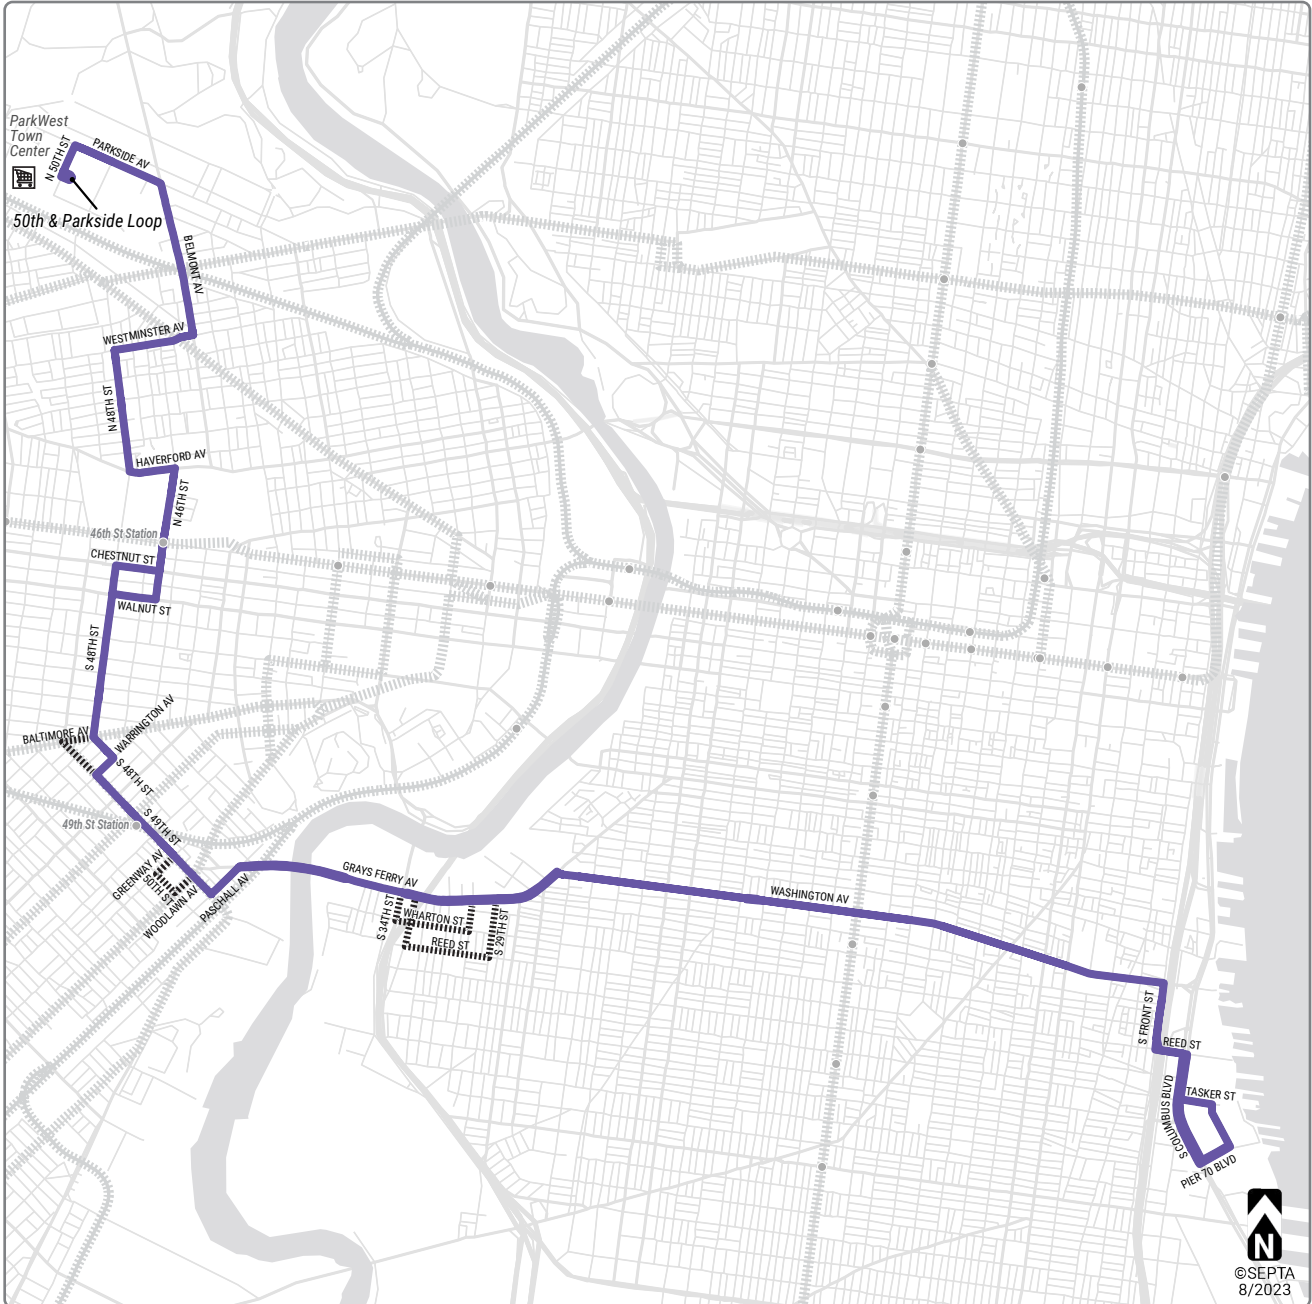 ParkWest
Town
Center
N 50TH ST
PARKSIDE AV
50th & Parkside Loop
BELMONT AV
WESTMINSTER AV
N 48TH ST
HAVERFORD AV
N 46TH ST
46th St Station
CHESTNUT ST
WALNUT ST
S 48TH ST
BALTIMORE AV
WARRINGTON AV
S 48TH ST
49th St Station
S 49TH ST
GREENWAY AV
50TH ST
WOODLAWN AV
PASCHALL AV
GRAYS FERRY AV
S 34TH ST
WHARTON ST
REED ST
S 29TH ST
WASHINGTON AV
S FRONT ST
REED ST
TASKER ST
S COLUMBUS BLVD
PIER 70 BLVD
N
©SEPTA
8/2023